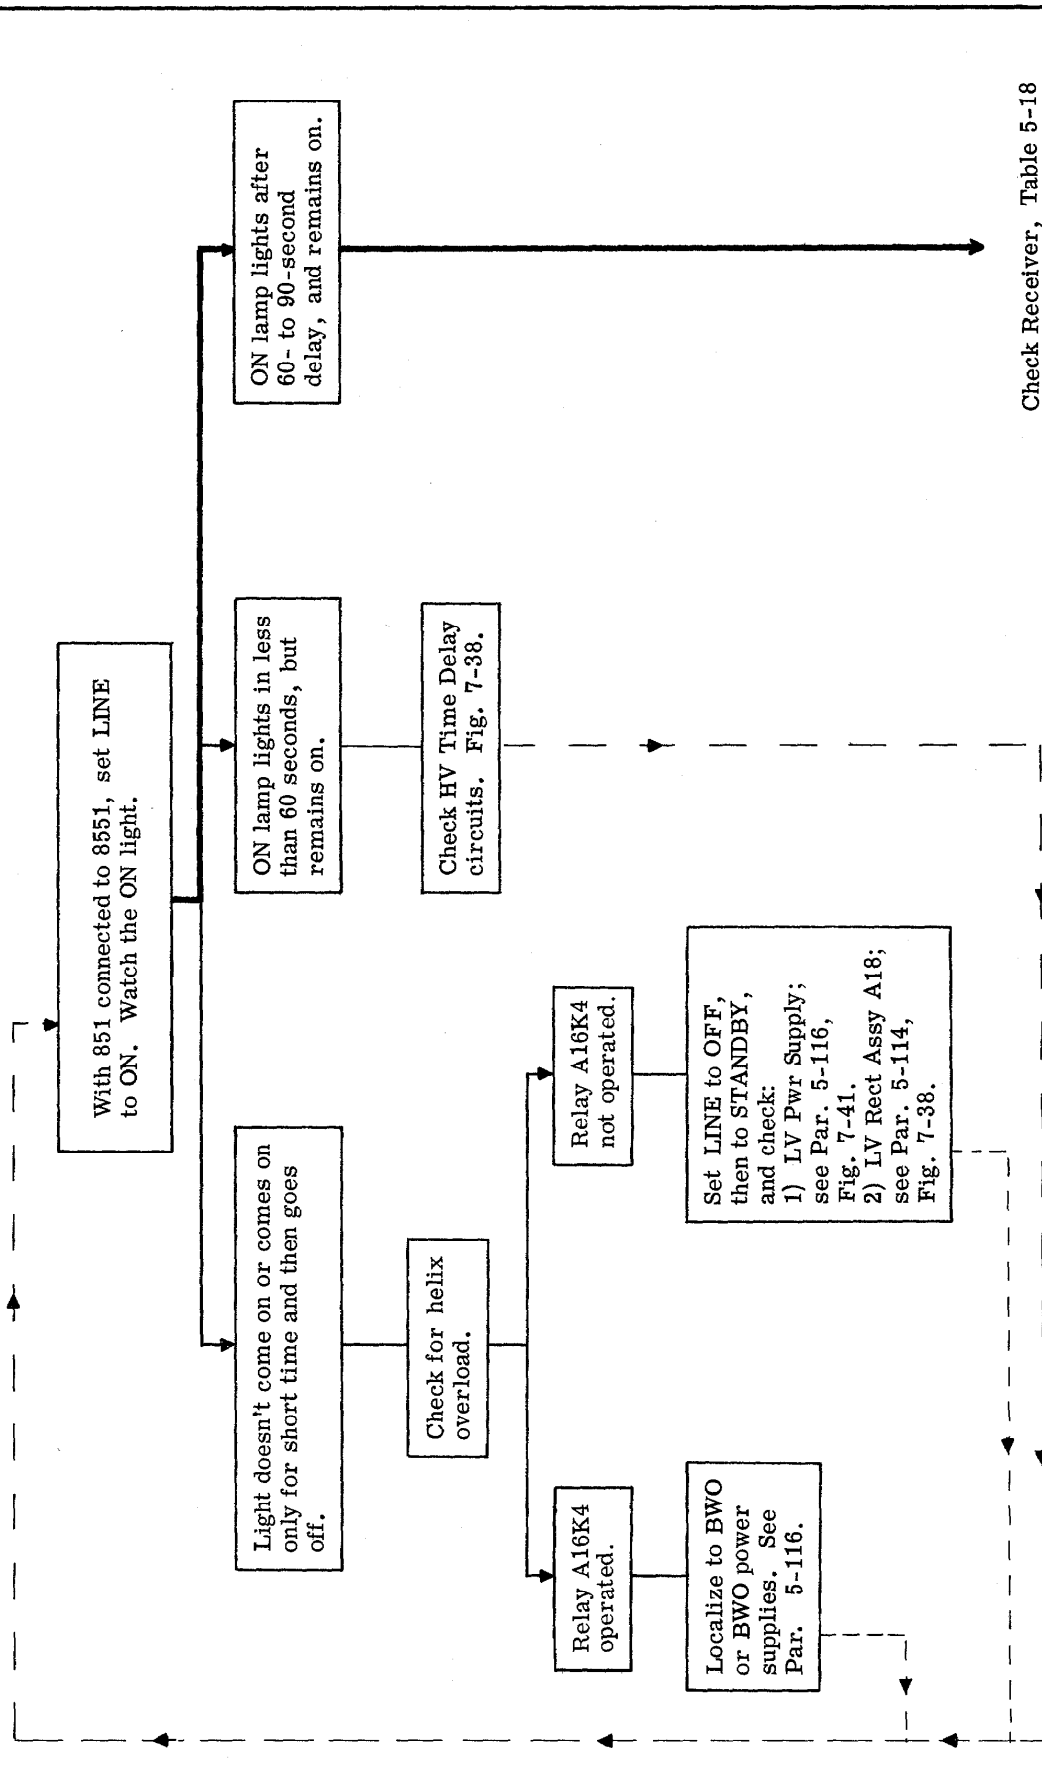 With 851 connected to 8551, set LINE
to ON. Watch the ON light.
Light doesn't come on or comes on
only for short time and then goes
off.
ON lamp lights in less
than 60 seconds, but
remains on.
ON lamp lights after
60- to 90-second
delay, and remains on.
Check for helix
overload.
Check HV Time Delay
circuits. Fig. 7-38.
Relay A16K4
operated.
Relay A16K4
not operated.
Localize to BWO
or BWO power
supplies. See
Par. 5-116.
Set LINE to OFF,
then to STANDBY,
and check:
1) LV Pwr Supply;
see Par. 5-116,
Fig. 7-41.
2) LV Rect Assy A18;
see Par. 5-114,
Fig. 7-38.
Check Receiver, Table 5-18